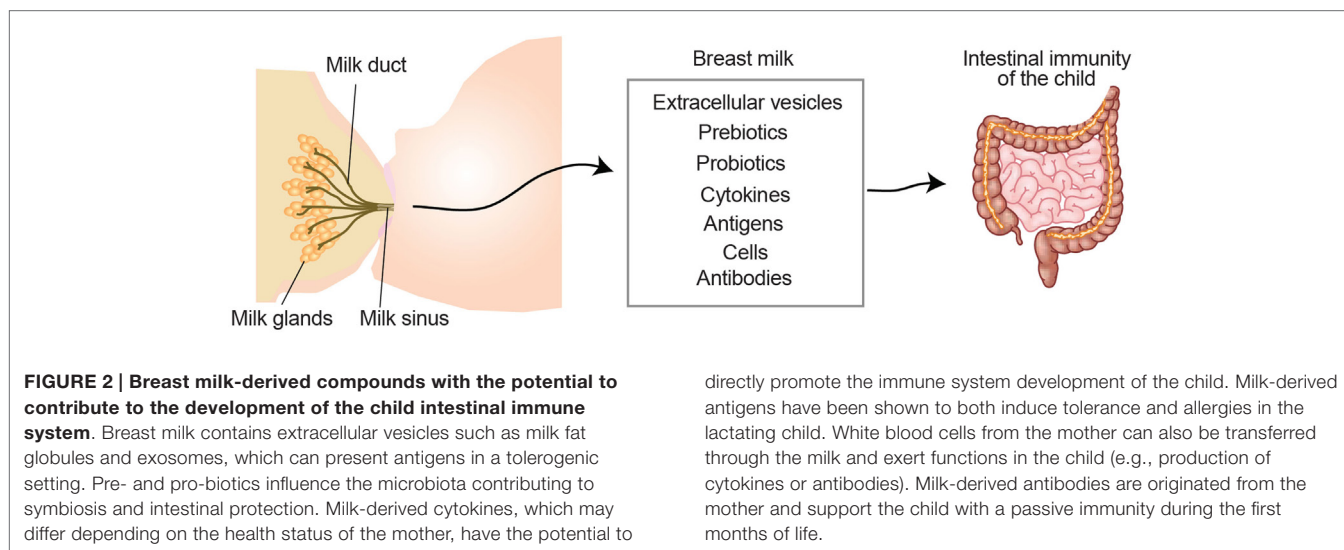 Milk duct
Milk glands
Milk sinus
Breast milk
Extracellular vesicles
Prebiotics
Probiotics
Cytokines
Antigens
Cells
Antibodies
Intestinal immunity
of the child
FIGURE 2 | Breast milk-derived compounds with the potential to
contribute to the development of the child intestinal immune
system. Breast milk contains extracellular vesicles such as milk fat
globules and exosomes, which can present antigens in a tolerogenic
setting. Pre- and pro-biotics influence the microbiota contributing to
symbiosis and intestinal protection. Milk-derived cytokines, which may
differ depending on the health status of the mother, have the potential to
directly promote the immune system development of the child. Milk-derived
antigens have been shown to both induce tolerance and allergies in the
lactating child. White blood cells from the mother can also be transferred
through the milk and exert functions in the child (e.g., production of
cytokines or antibodies). Milk-derived antibodies are originated from the
mother and support the child with a passive immunity during the first
months of life.